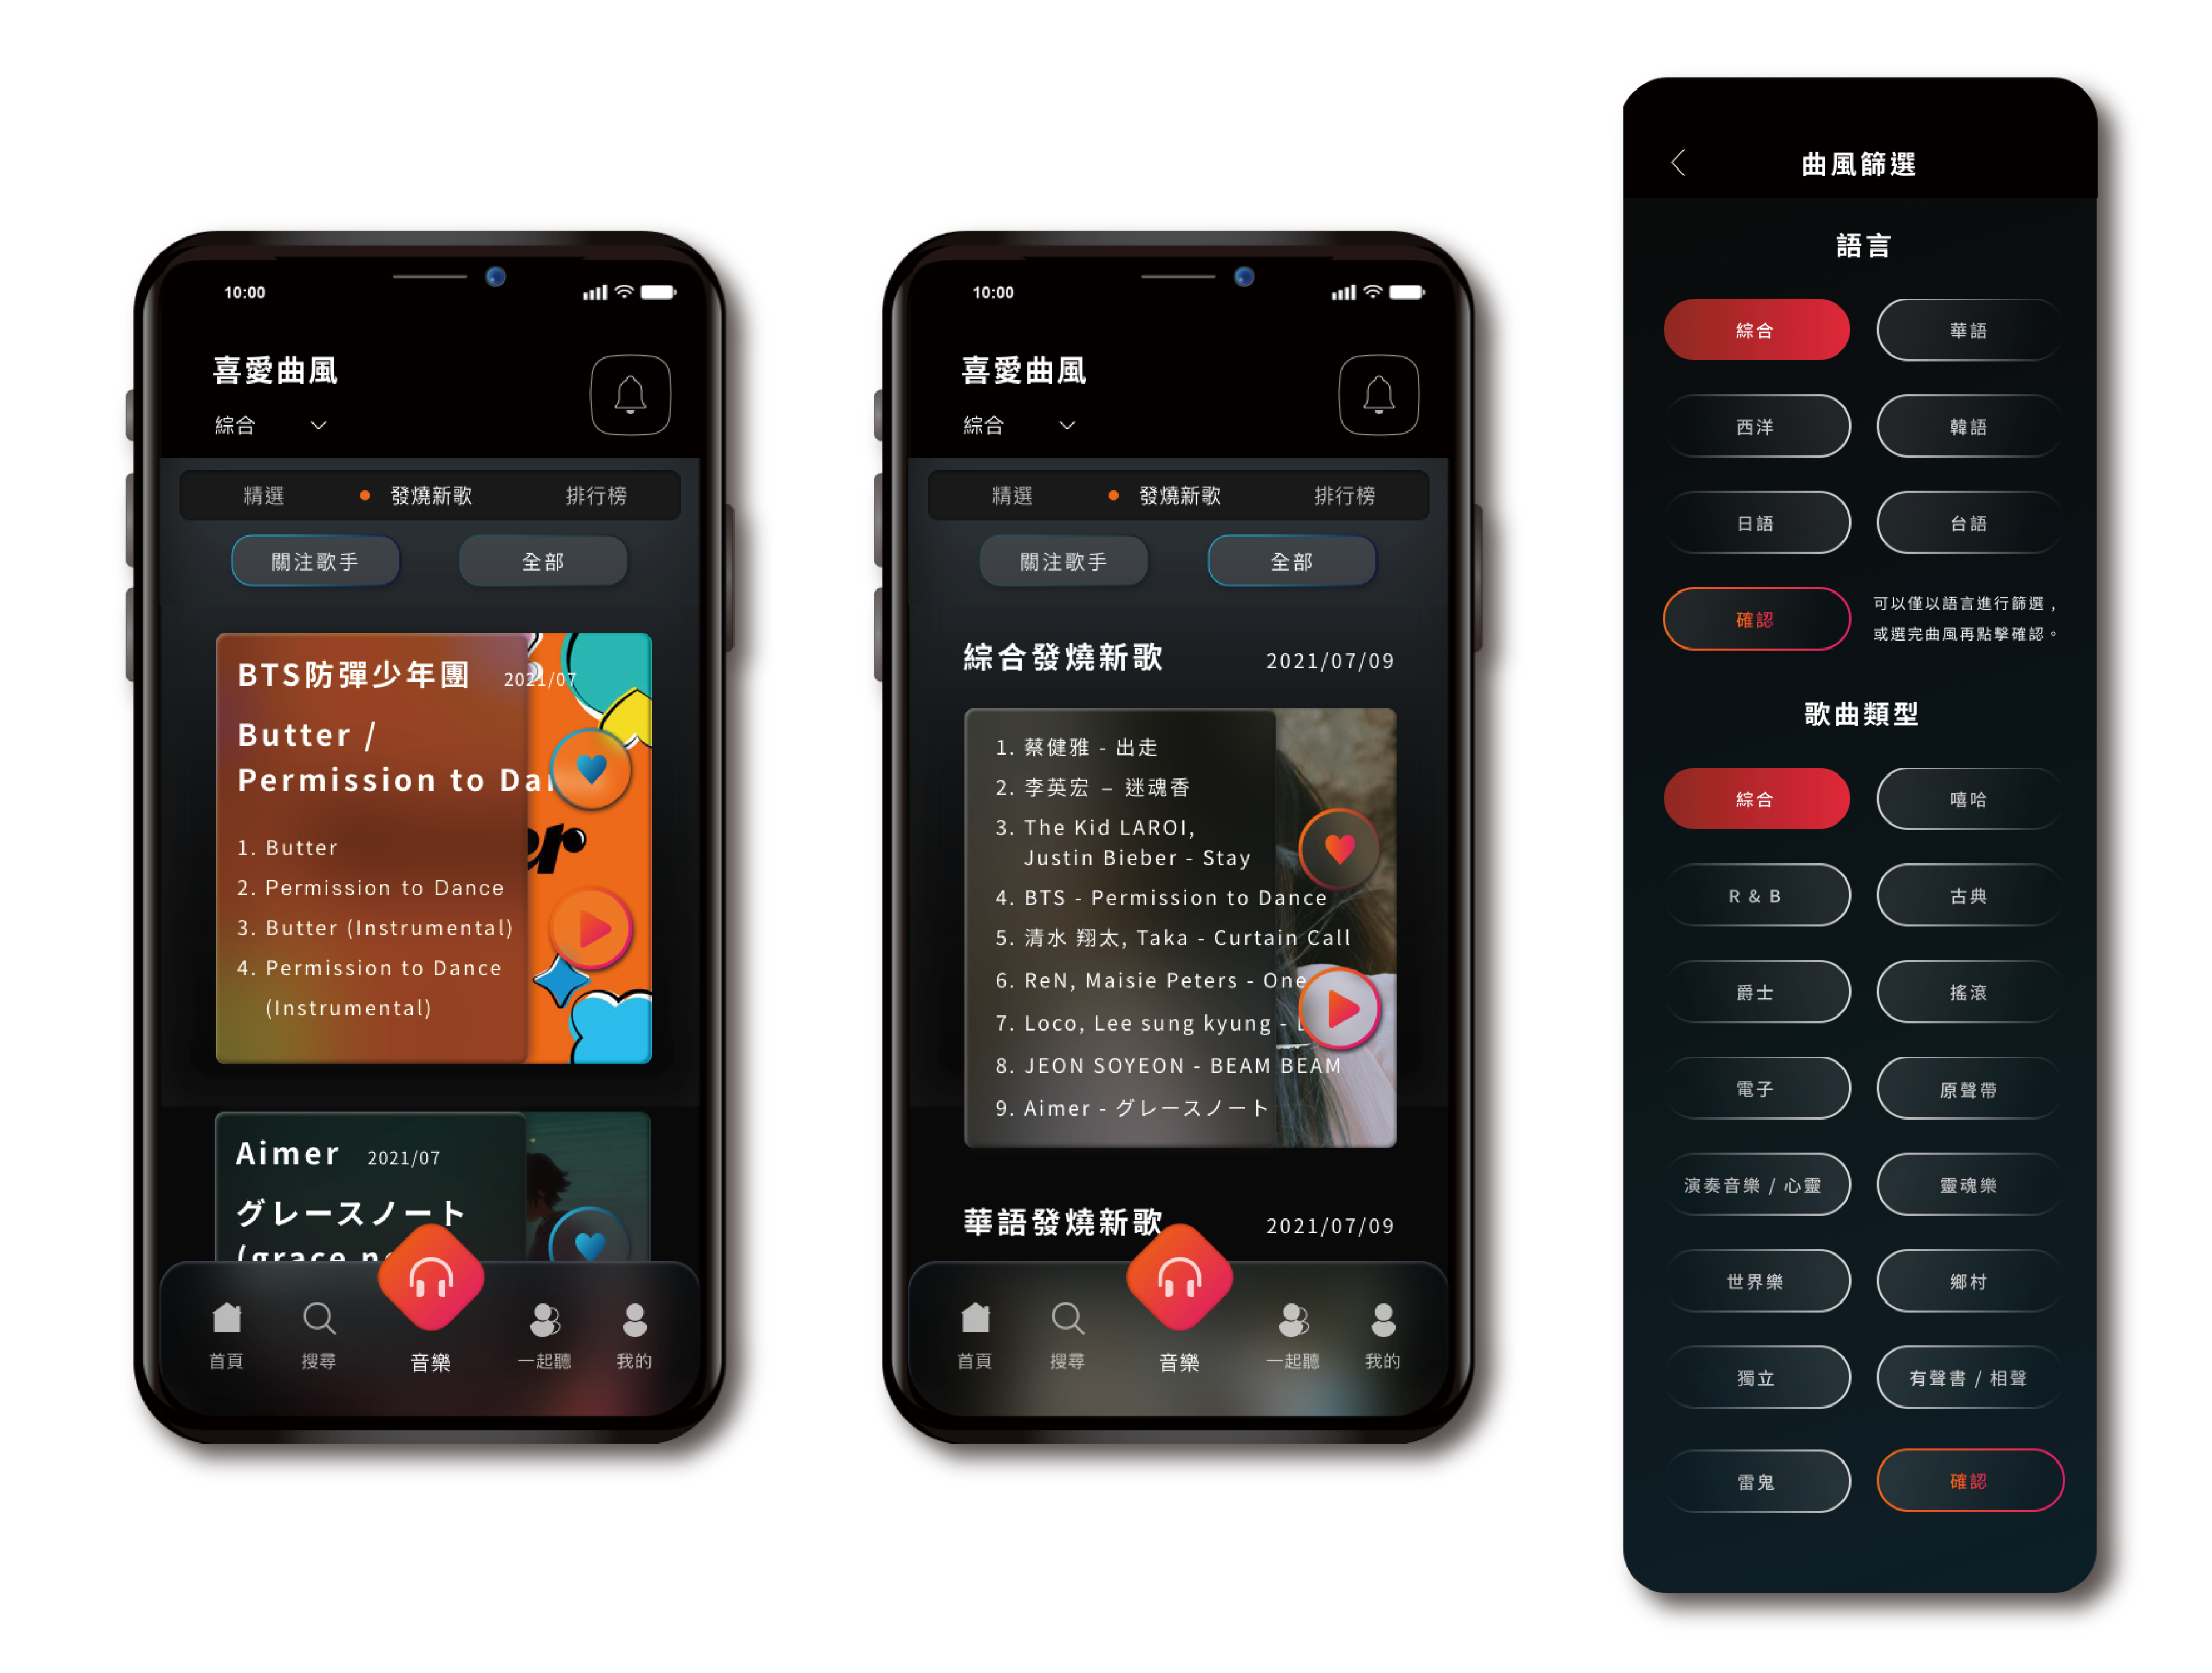 10:00
喜愛曲風
綜合
精選
發燒新歌
排行榜
關注歌手
全部
BTS防彈少年團
2021/07
Butter /
Permission to Da
1. Butter
2. Permission to Dance
3. Butter (Instrumental)
4. Permission to Dance
(Instrumental)
er
Aimer
2021/07
グレースノート
(grace n
首頁
搜尋
音樂
一起聽
我的
10:00
喜愛曲風
綜合
精選
發燒新歌
排行榜
關注歌手
全部
綜合發燒新歌
2021/07/09
1. 蔡健雅 - 出走
2. 李英宏 – 迷魂香
3. The Kid LAROI,
Justin Bieber - Stay
4. BTS - Permission to Dance
5. 清水 翔太, Taka - Curtain Call
6. ReN, Maisie Peters - One
7. Loco, Lee sung kyung -
8. JEON SOYEON - BEAM BEAM
9. Aimer - グレースノート
華語發燒新歌
2021/07/09
首頁
搜尋
音樂
一起聽
我的
曲風篩選
語言
綜合
華語
西洋
韓語
日語
台語
確認
可以僅以語言進行篩選，
或選完曲風再點擊確認。
歌曲類型
綜合
嘻哈
R & B
古典
爵士
搖滾
電子
原聲帶
演奏音樂 / 心靈
靈魂樂
世界樂
鄉村
獨立
有聲書 / 相聲
雷鬼
確認